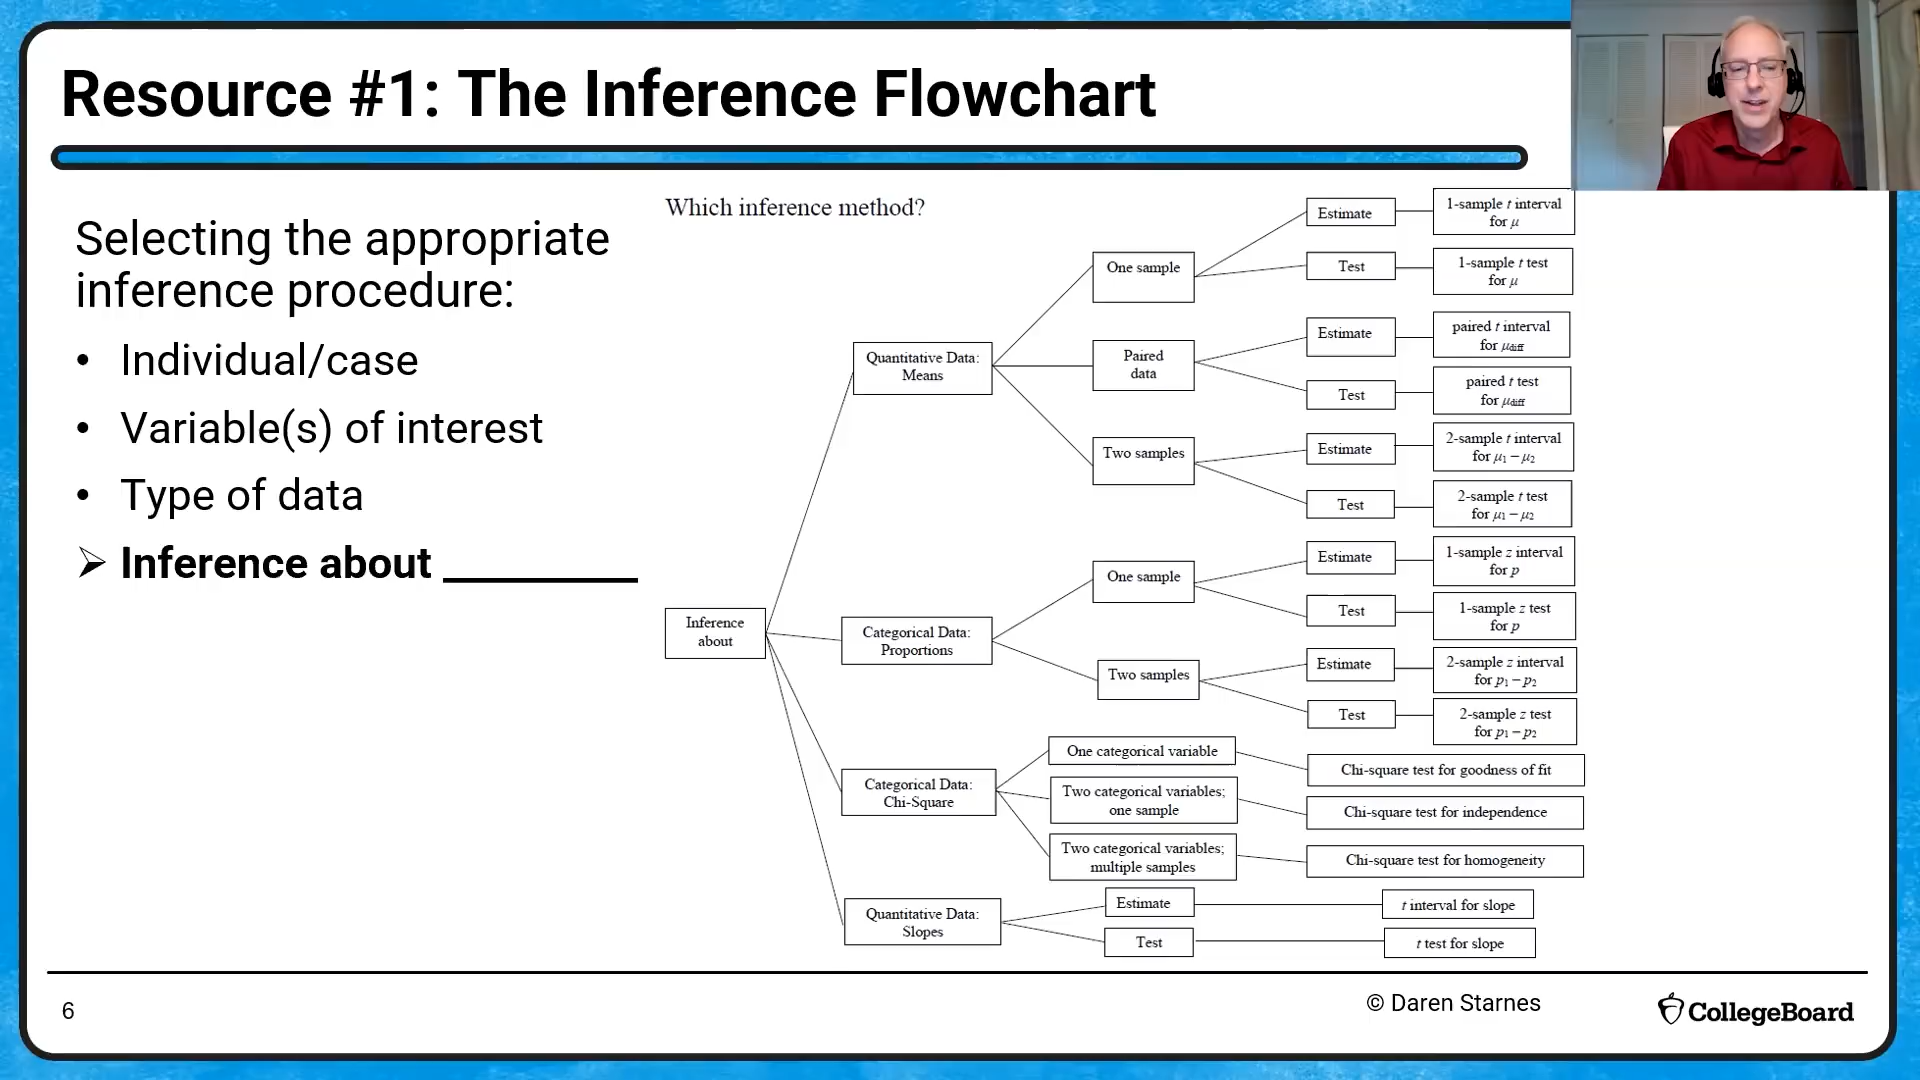 Resource #1: The Inference Flowchart
Selecting the appropriate
inference procedure:
• Individual/case
• Variable(s) of interest
• Type of data
➢ Inference about ________
Which inference method?
Inference
about
Quantitative Data:
Means
One sample
Estimate
1-sample t interval
for μ
Test
1-sample t test
for μ
Paired
data
Estimate
paired t interval
for μdiff
Test
paired t test
for μdiff
Two samples
Estimate
2-sample t interval
for μ₁ – μ₂
Test
2-sample t test
for μ₁ – μ₂
Categorical Data:
Proportions
One sample
Estimate
1-sample z interval
for p
Test
1-sample z test
for p
Two samples
Estimate
2-sample z interval
for p₁ – p₂
Test
2-sample z test
for p₁ – p₂
Categorical Data:
Chi-Square
One categorical variable
Chi-square test for goodness of fit
Two categorical variables;
one sample
Chi-square test for independence
Two categorical variables;
multiple samples
Chi-square test for homogeneity
Quantitative Data:
Slopes
Estimate
t interval for slope
Test
t test for slope
6
© Daren Starnes
CollegeBoard